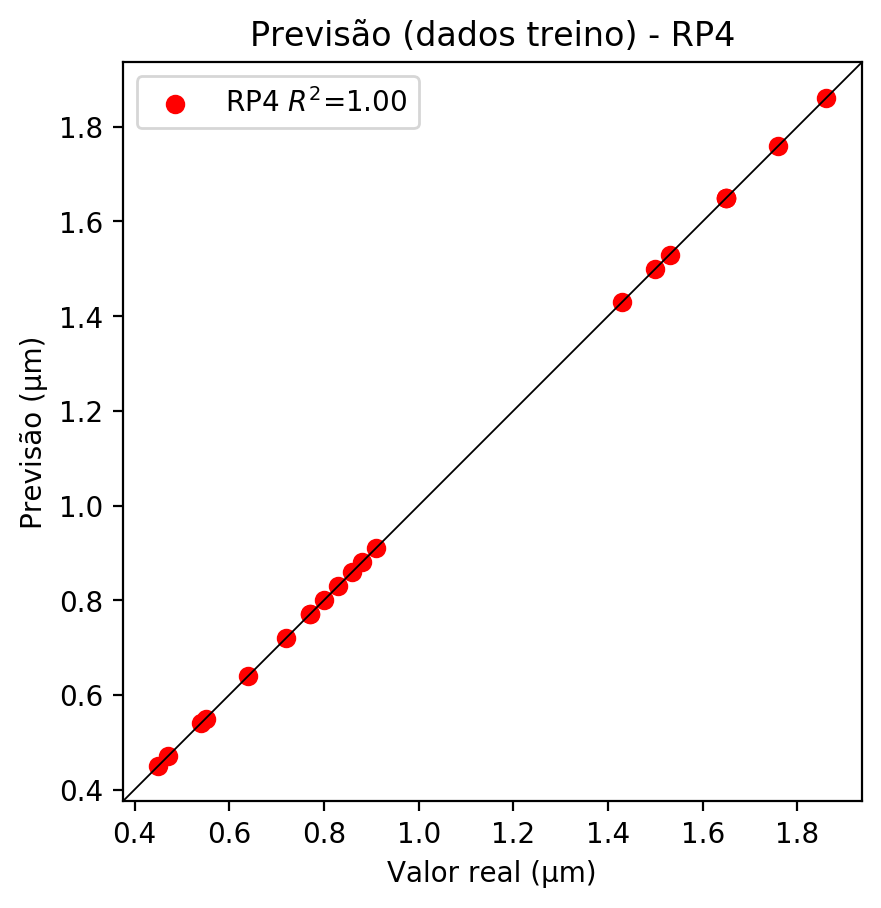 Previsão (dados treino) - RP4
RP4 R²=1.00
Previsão (µm)
1.8
1.6
1.4
1.2
1.0
0.8
0.6
0.4
0.4 0.6 0.8 1.0 1.2 1.4 1.6 1.8
Valor real (µm)